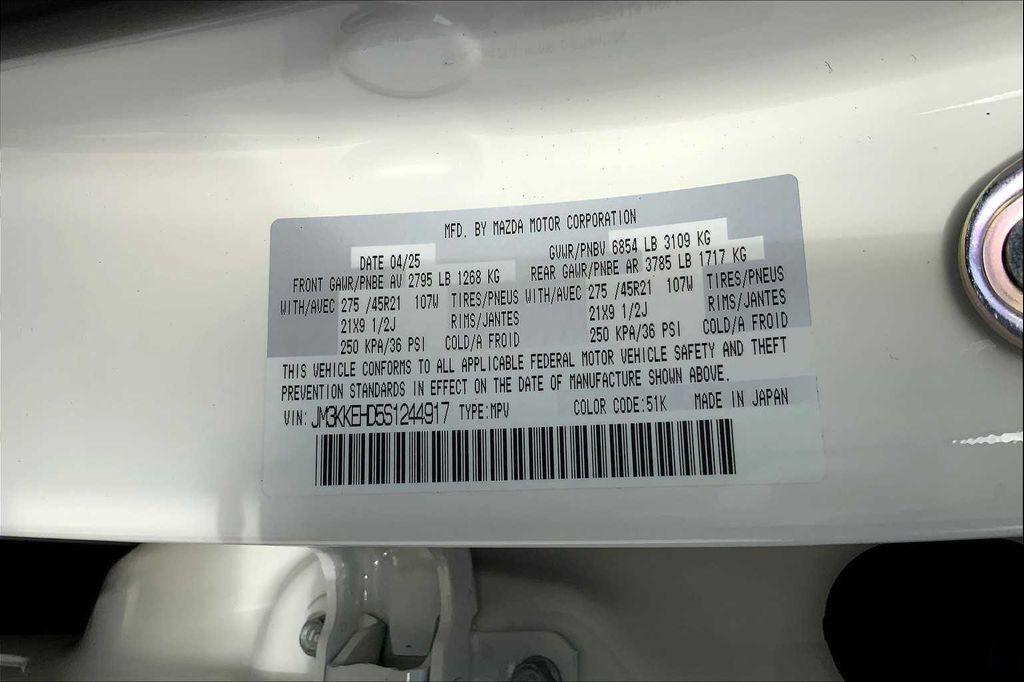 MFD. BY MAZDA MOTOR CORPORATION
DATE 04/25 GVWR/PNBV 6854 LB 3109 KG
FRONT GAWR/PNBE AV 2795 LB 1268 KG REAR GAWR/PNBE AR 3785 LB 1717 KG
WITH/AVEC 275 /45R21 107W TIRES/PNEUS WITH/AVEC 275 /45R21 107W TIRES/PNEUS
21X9 1/2J RIMS/JANTES 21X9 1/2J RIMS/JANTES
250 KPA/36 PSI COLD/A FROID 250 KPA/36 PSI COLD/A FROID
THIS VEHICLE CONFORMS TO ALL APPLICABLE FEDERAL MOTOR VEHICLE SAFETY AND THEFT
PREVENTION STANDARDS IN EFFECT ON THE DATE OF MANUFACTURE SHOWN ABOVE.
VIN: JM3KKEHD5S1244917 TYPE:MPV COLOR CODE:51K MADE IN JAPAN